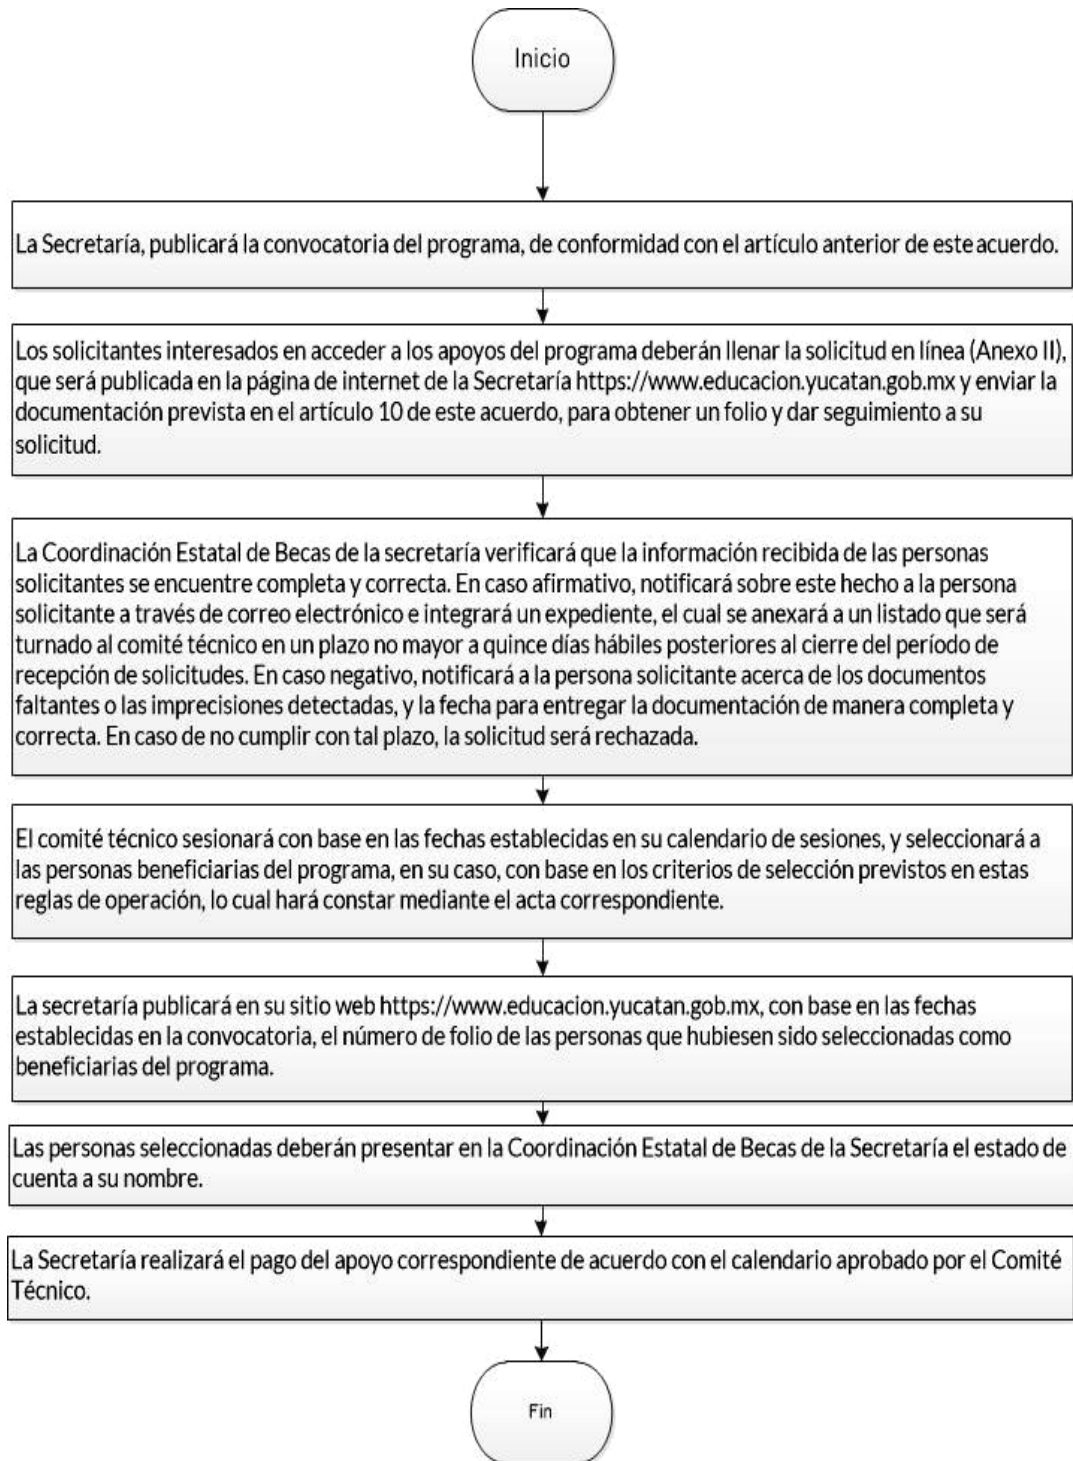 Inicio
La Secretaría, publicará la convocatoria del programa, de conformidad con el artículo anterior de este acuerdo.
Los solicitantes interesados en acceder a los apoyos del programa deberán llenar la solicitud en línea (Anexo II),
que será publicada en la página de internet de la Secretaría https://www.educacion.yucatan.gob.mx y enviar la
documentación prevista en el artículo 10 de este acuerdo, para obtener un folio y dar seguimiento a su
solicitud.
La Coordinación Estatal de Becas de la secretaría verificará que la información recibida de las personas
solicitantes se encuentre completa y correcta. En caso afirmativo, notificará sobre este hecho a la persona
solicitante a través de correo electrónico e integrará un expediente, el cual se anexará a un listado que será
turnado al comité técnico en un plazo no mayor a quince días hábiles posteriores al cierre del período de
recepción de solicitudes. En caso negativo, notificará a la persona solicitante acerca de los documentos
faltantes o las imprecisiones detectadas, y la fecha para entregar la documentación de manera completa y
correcta. En caso de no cumplir con tal plazo, la solicitud será rechazada.
El comité técnico sesionará con base en las fechas establecidas en su calendario de sesiones, y seleccionará a
las personas beneficiarias del programa, en su caso, con base en los criterios de selección previstos en estas
reglas de operación, lo cual hará constar mediante el acta correspondiente.
La secretaría publicará en su sitio web https://www.educacion.yucatan.gob.mx, con base en las fechas
establecidas en la convocatoria, el número de folio de las personas que hubiesen sido seleccionadas como
beneficiarias del programa.
Las personas seleccionadas deberán presentar en la Coordinación Estatal de Becas de la Secretaría el estado de
cuenta a su nombre.
La Secretaría realizará el pago del apoyo correspondiente de acuerdo con el calendario aprobado por el Comité
Técnico.
Fin